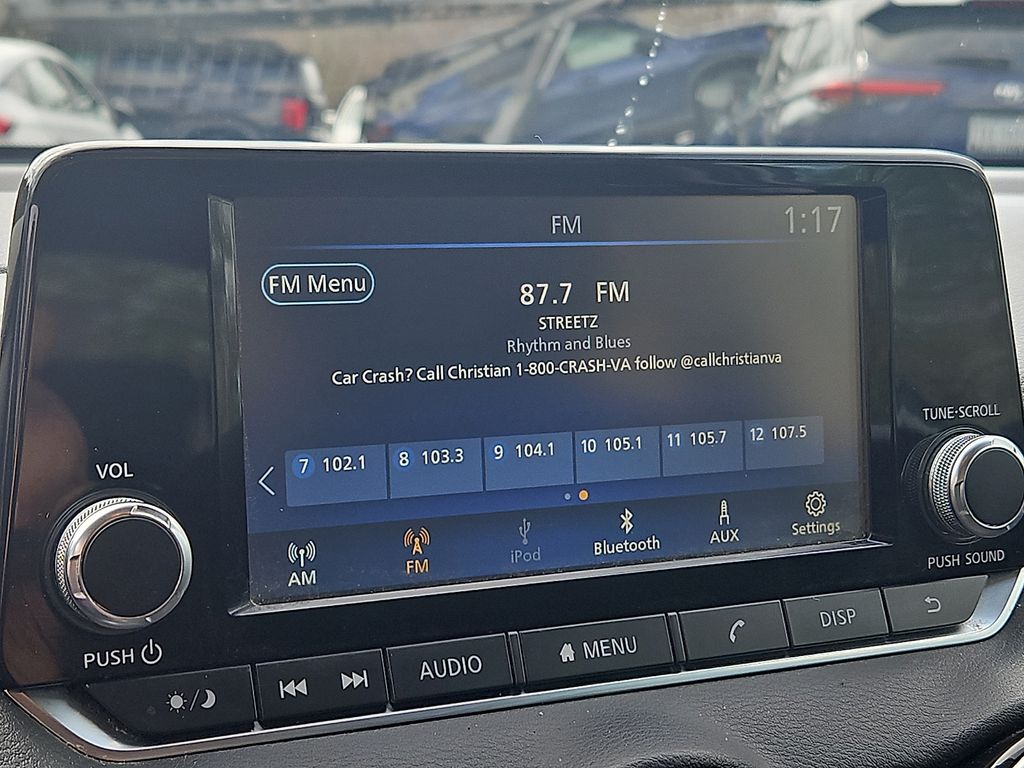 FM
1:17
FM Menu
87.7 FM
STREETZ
Rhythm and Blues
Car Crash? Call Christian 1-800-CRASH-VA follow @callchristianva
7 102.1
8 103.3
9 104.1
10 105.1
11 105.7
12 107.5
AM
FM
iPod
Bluetooth
AUX
Settings
VOL
PUSH
TUNE·SCROLL
PUSH SOUND
AUDIO
MENU
DISP